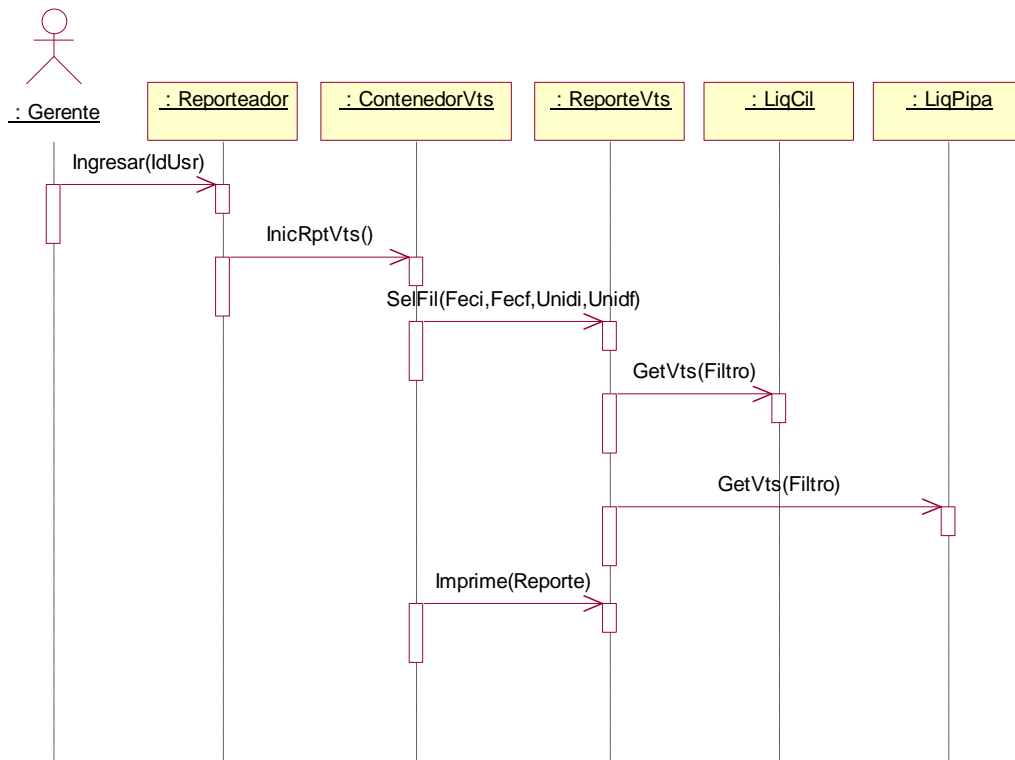 : Gerente
: Reporteador
: ContenedorVts
: ReporteVts
: LiqCil
: LiqPipa
Ingresar(IdUsr)
InicRptVts()
SelFil(Feci,Fecf,Unidi,Unidf)
GetVts(Filtro)
GetVts(Filtro)
Imprime(Reporte)